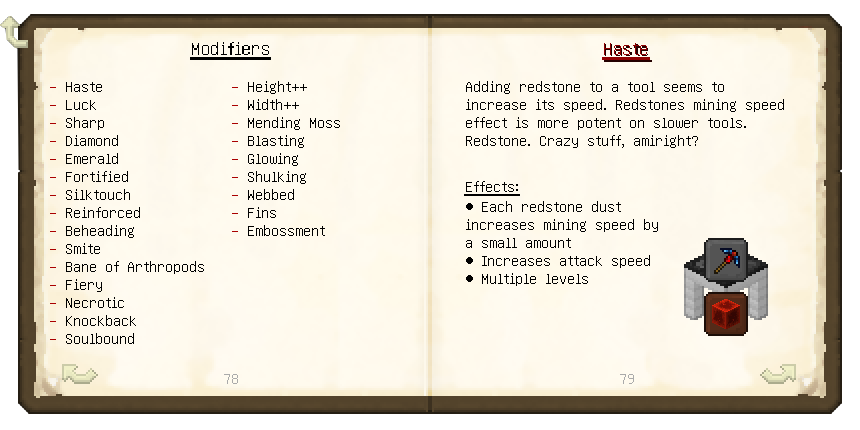 Modifiers
- Haste
- Luck
- Sharp
- Diamond
- Emerald
- Fortified
- Silktouch
- Reinforced
- Beheading
- Smite
- Bane of Arthropods
- Fiery
- Necrotic
- Knockback
- Soulbound
- Height++
- Width++
- Mending Moss
- Blasting
- Glowing
- Shulking
- Webbed
- Fins
- Embossment
78
Haste
Adding redstone to a tool seems to
increase its speed. Redstones mining speed
effect is more potent on slower tools.
Redstone. Crazy stuff, amiright?
Effects:
● Each redstone dust
increases mining speed by
a small amount
● Increases attack speed
● Multiple levels
79